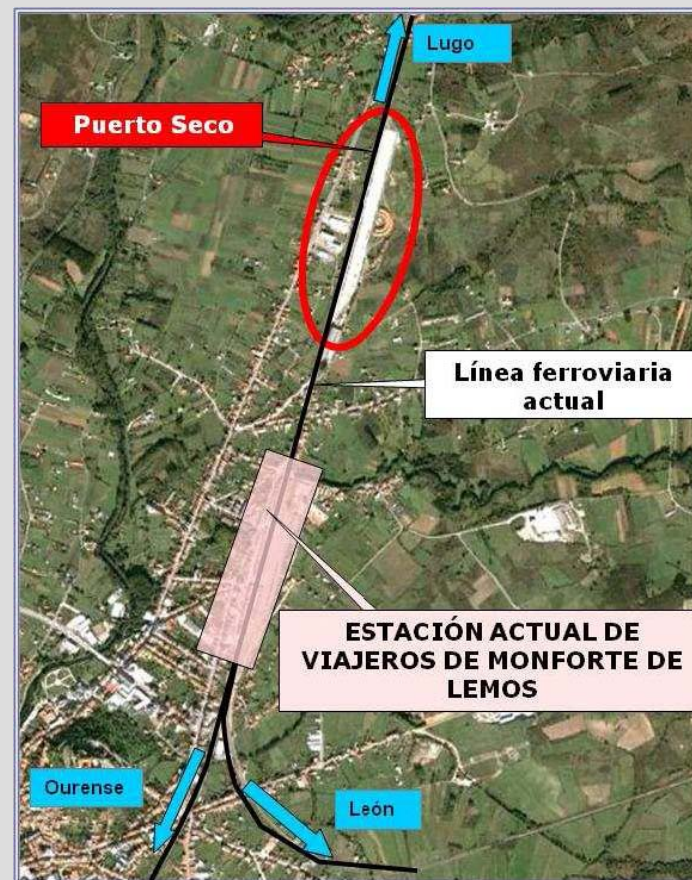 Lugo
Puerto Seco
Línea ferroviaria
actual
ESTACIÓN ACTUAL DE
VIAJEROS DE MONFORTE DE
LEMOS
Ourense
León